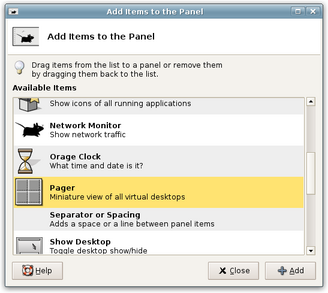 Add Items to the Panel
Add Items to the Panel
Drag items from the list to a panel or remove them
by dragging them back to the list.
Available Items
Show icons of all running applications
Network Monitor
Show network traffic
Orage Clock
What time and date is it?
Pager
Miniature view of all virtual desktops
Separator or Spacing
Adds a space or a line between panel items
Show Desktop
Toggle desktop show/hide
Help
Close
Add